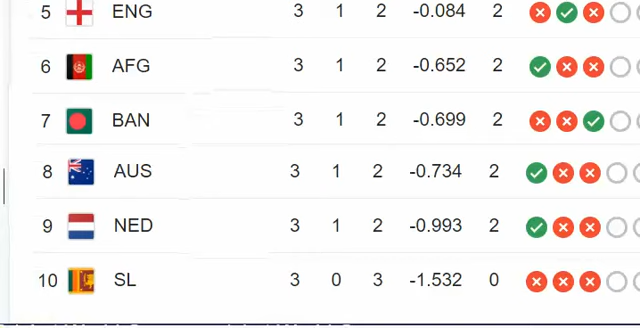 5 ENG 3 1 2 -0.084 2
6 AFG 3 1 2 -0.652 2
7 BAN 3 1 2 -0.699 2
8 AUS 3 1 2 -0.734 2
9 NED 3 1 2 -0.993 2
10 SL 3 0 3 -1.532 0